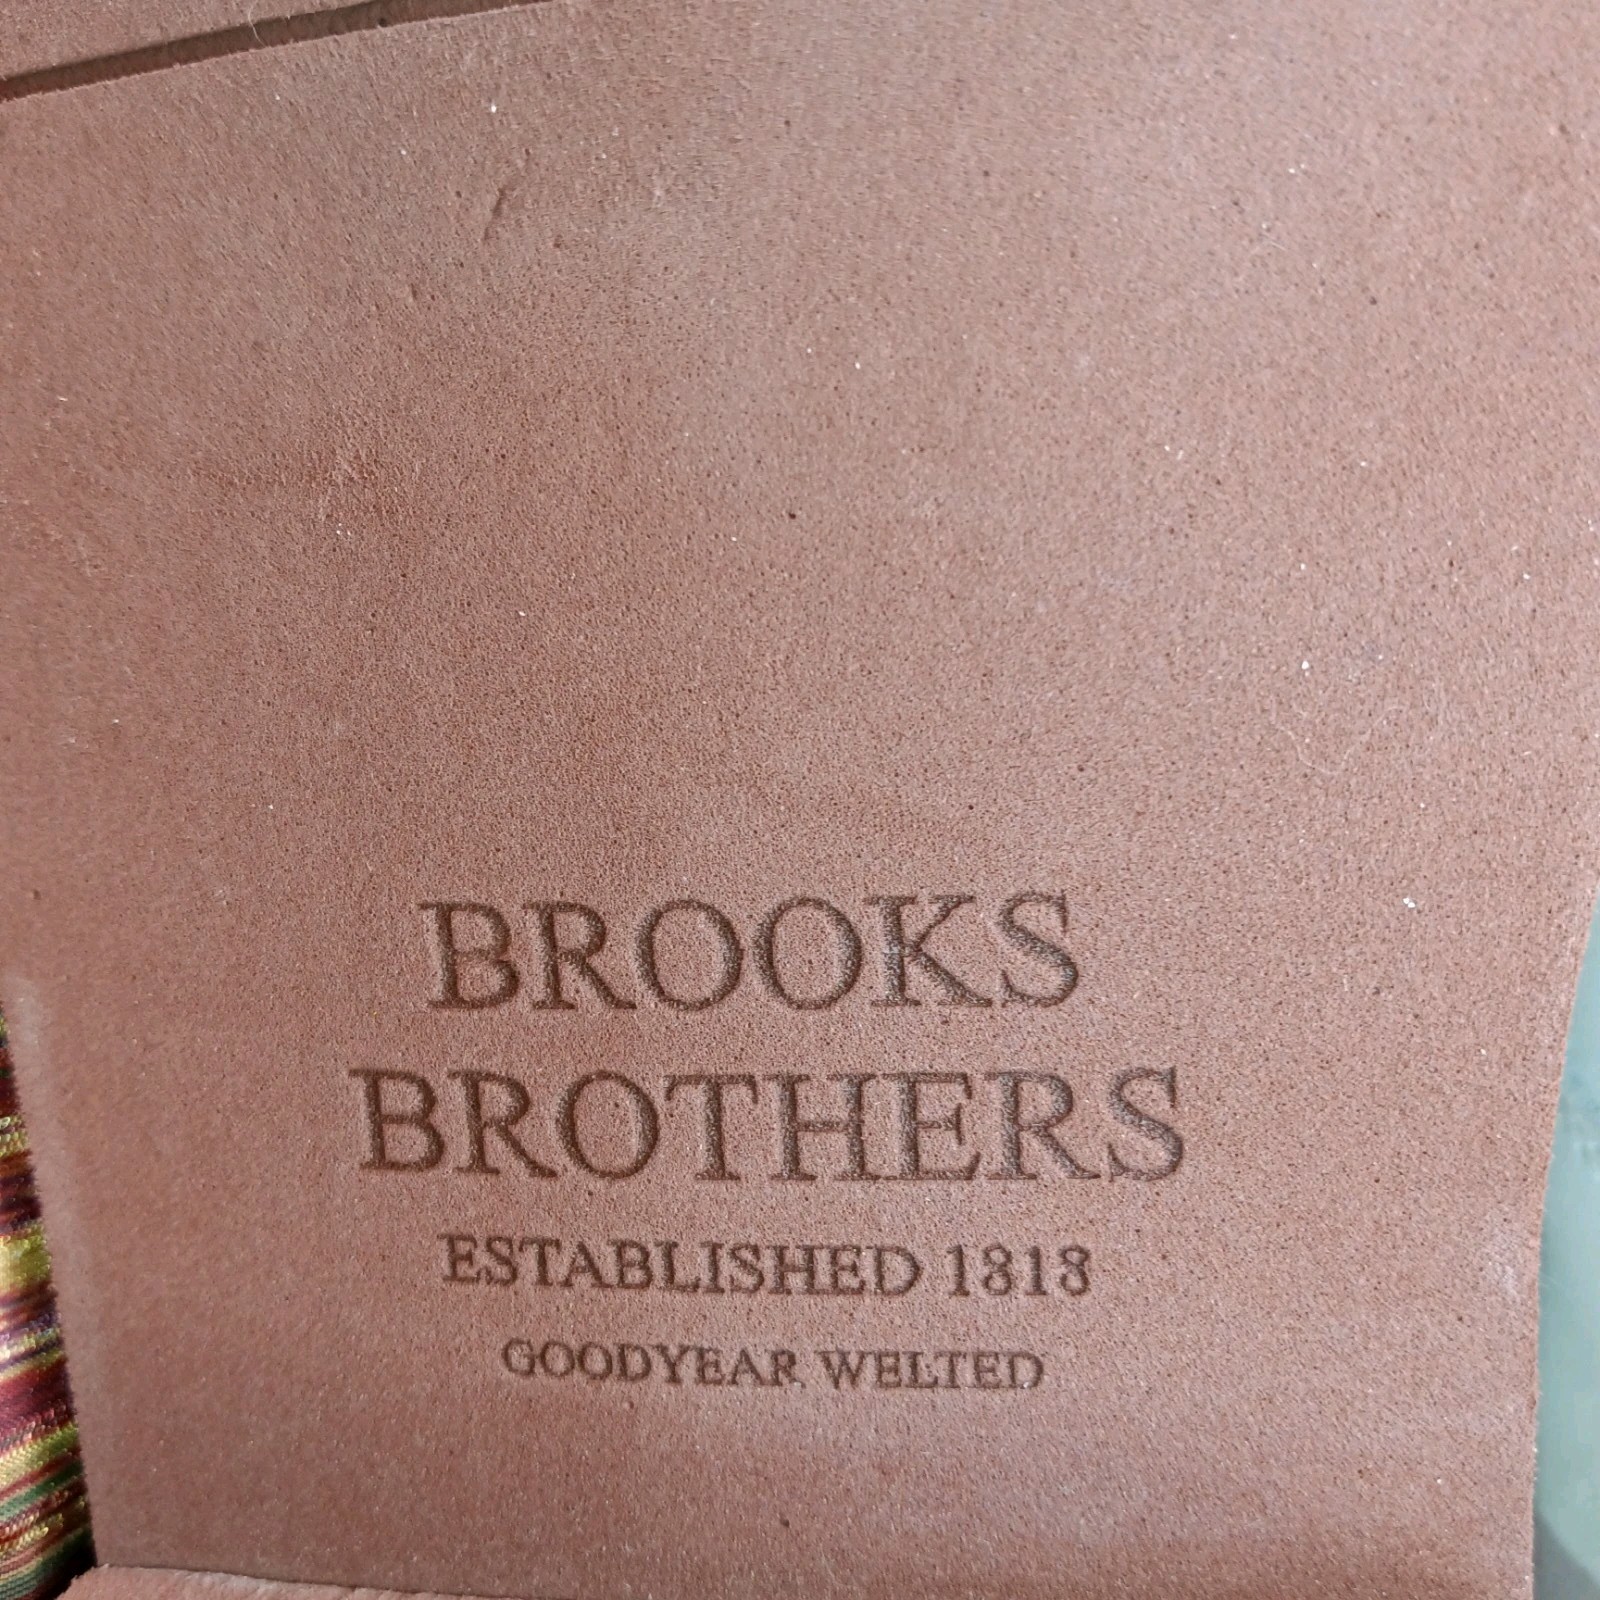 BROOKS
BROTHERS
ESTABLISHED 1818
GOODYEAR WELTED